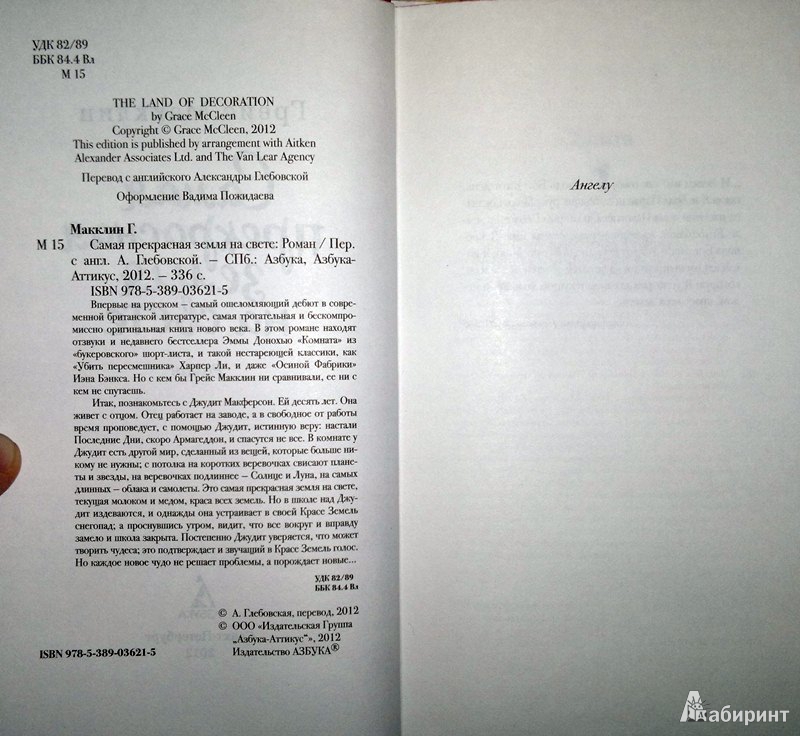 УДК 82/89
ББК 84.4 Вл
М 15
THE LAND OF DECORATION
by Grace McCleen
Copyright © Grace McCleen, 2012
This edition is published by arrangement with Aitken
Alexander Associates Ltd. and The Van Lear Agency
Перевод с английского Александры Глебовской
Оформление Вадима Пожидаева
Макклин Г.
М 15 Самая прекрасная земля на свете: Роман / Пер.
с англ. А. Глебовской. – СПб.: Азбука, Азбука-
Аттикус, 2012. – 336 с.
ISBN 978-5-389-03621-5
Впервые на русском – самый ошеломляющий дебют в совре-
менной британской литературе, самая трогательная и бескомпро-
миссно оригинальная книга нового века. В этом романе находят
отзвуки и недавнего бестселлера Эммы Донохью «Комната» из
«букеровского» шорт-листа, и такой нестареющей классики, как
«Убить пересмешника» Харпер Ли, и даже «Осиной Фабрики»
Иэна Бэнкса. Но с кем бы Грейс Макклин ни сравнивали, ее ни с
кем не спутаешь.
Итак, познакомьтесь с Джудит Макферсон. Ей десять лет. Она
живет с отцом. Отец работает на заводе, а в свободное от работы
время проповедует, с помощью Джудит, истинную веру: настали
Последние Дни, скоро Армагеддон, и спасутся не все. В комнате у
Джудит есть другой мир, сделанный из вещей, которые больше ни-
кому не нужны; с потолка на коротких веревочках свисают плане-
ты и звезды, на веревочках подлиннее – Солнце и Луна, на самых
длинных – облака и самолеты. Это самая прекрасная земля на свете,
текущая молоком и медом, краса всех земель. Но в школе над Джу-
дит издеваются, и однажды она устраивает в своей Красе Земель
снегопад; а проснувшись утром, видит, что все вокруг и вправду
замело и школа закрыта. Постепенно Джудит уверяется, что может
творить чудеса; это подтверждает и звучащий в Красе Земель голос.
Но каждое новое чудо не решает проблемы, а порождает новые...
УДК 82/89
ББК 84.4 Вл
© А. Глебовская, перевод, 2012
© ООО «Издательская Группа
„Азбука-Аттикус“», 2012
ISBN 978-5-389-03621-5 Издательство АЗБУКА®
Ангелу
Лабиринт